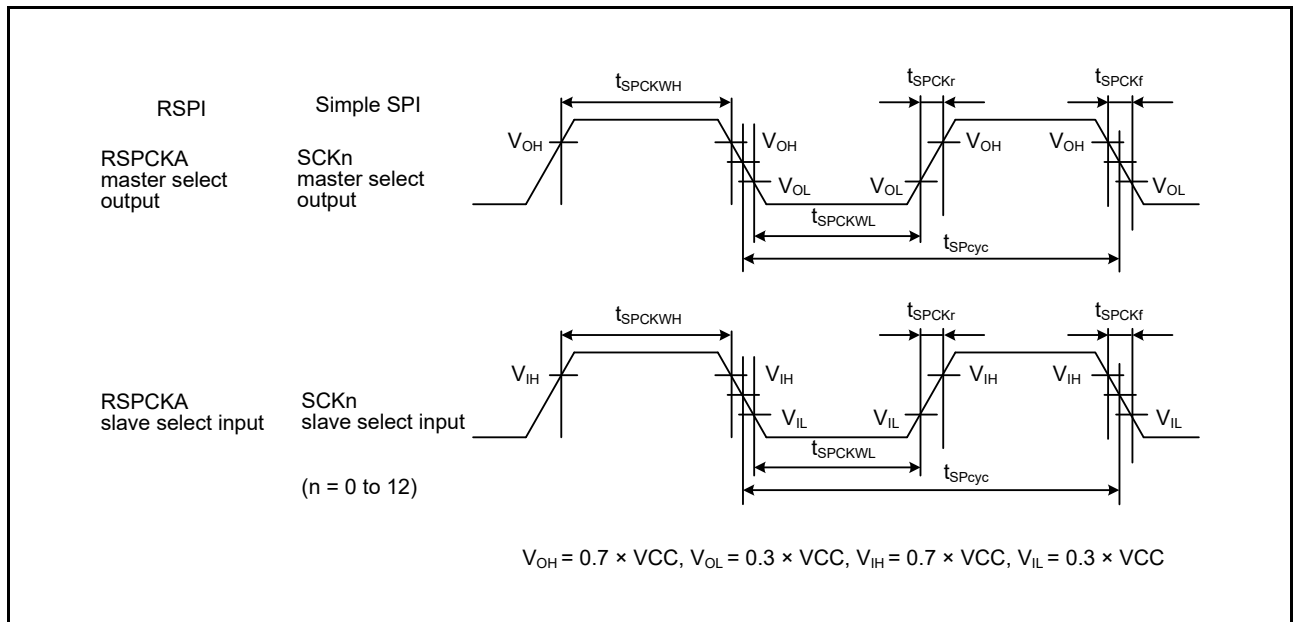 RSPI Simple SPI
tSPCKWH tSPCKr tSPCKf
VOH VOH VOH VOH
RSPCKA
master select
output
SCKn
master select
output
VOL VOL VOL
tSPCKWL
tSPcyc
tSPCKWH tSPCKr tSPCKf
VIH VIH VIH VIH
RSPCKA
slave select input
SCKn
slave select input
VIL VIL VIL
tSPCKWL
tSPcyc
(n = 0 to 12)
VOH = 0.7 × VCC, VOL = 0.3 × VCC, VIH = 0.7 × VCC, VIL = 0.3 × VCC